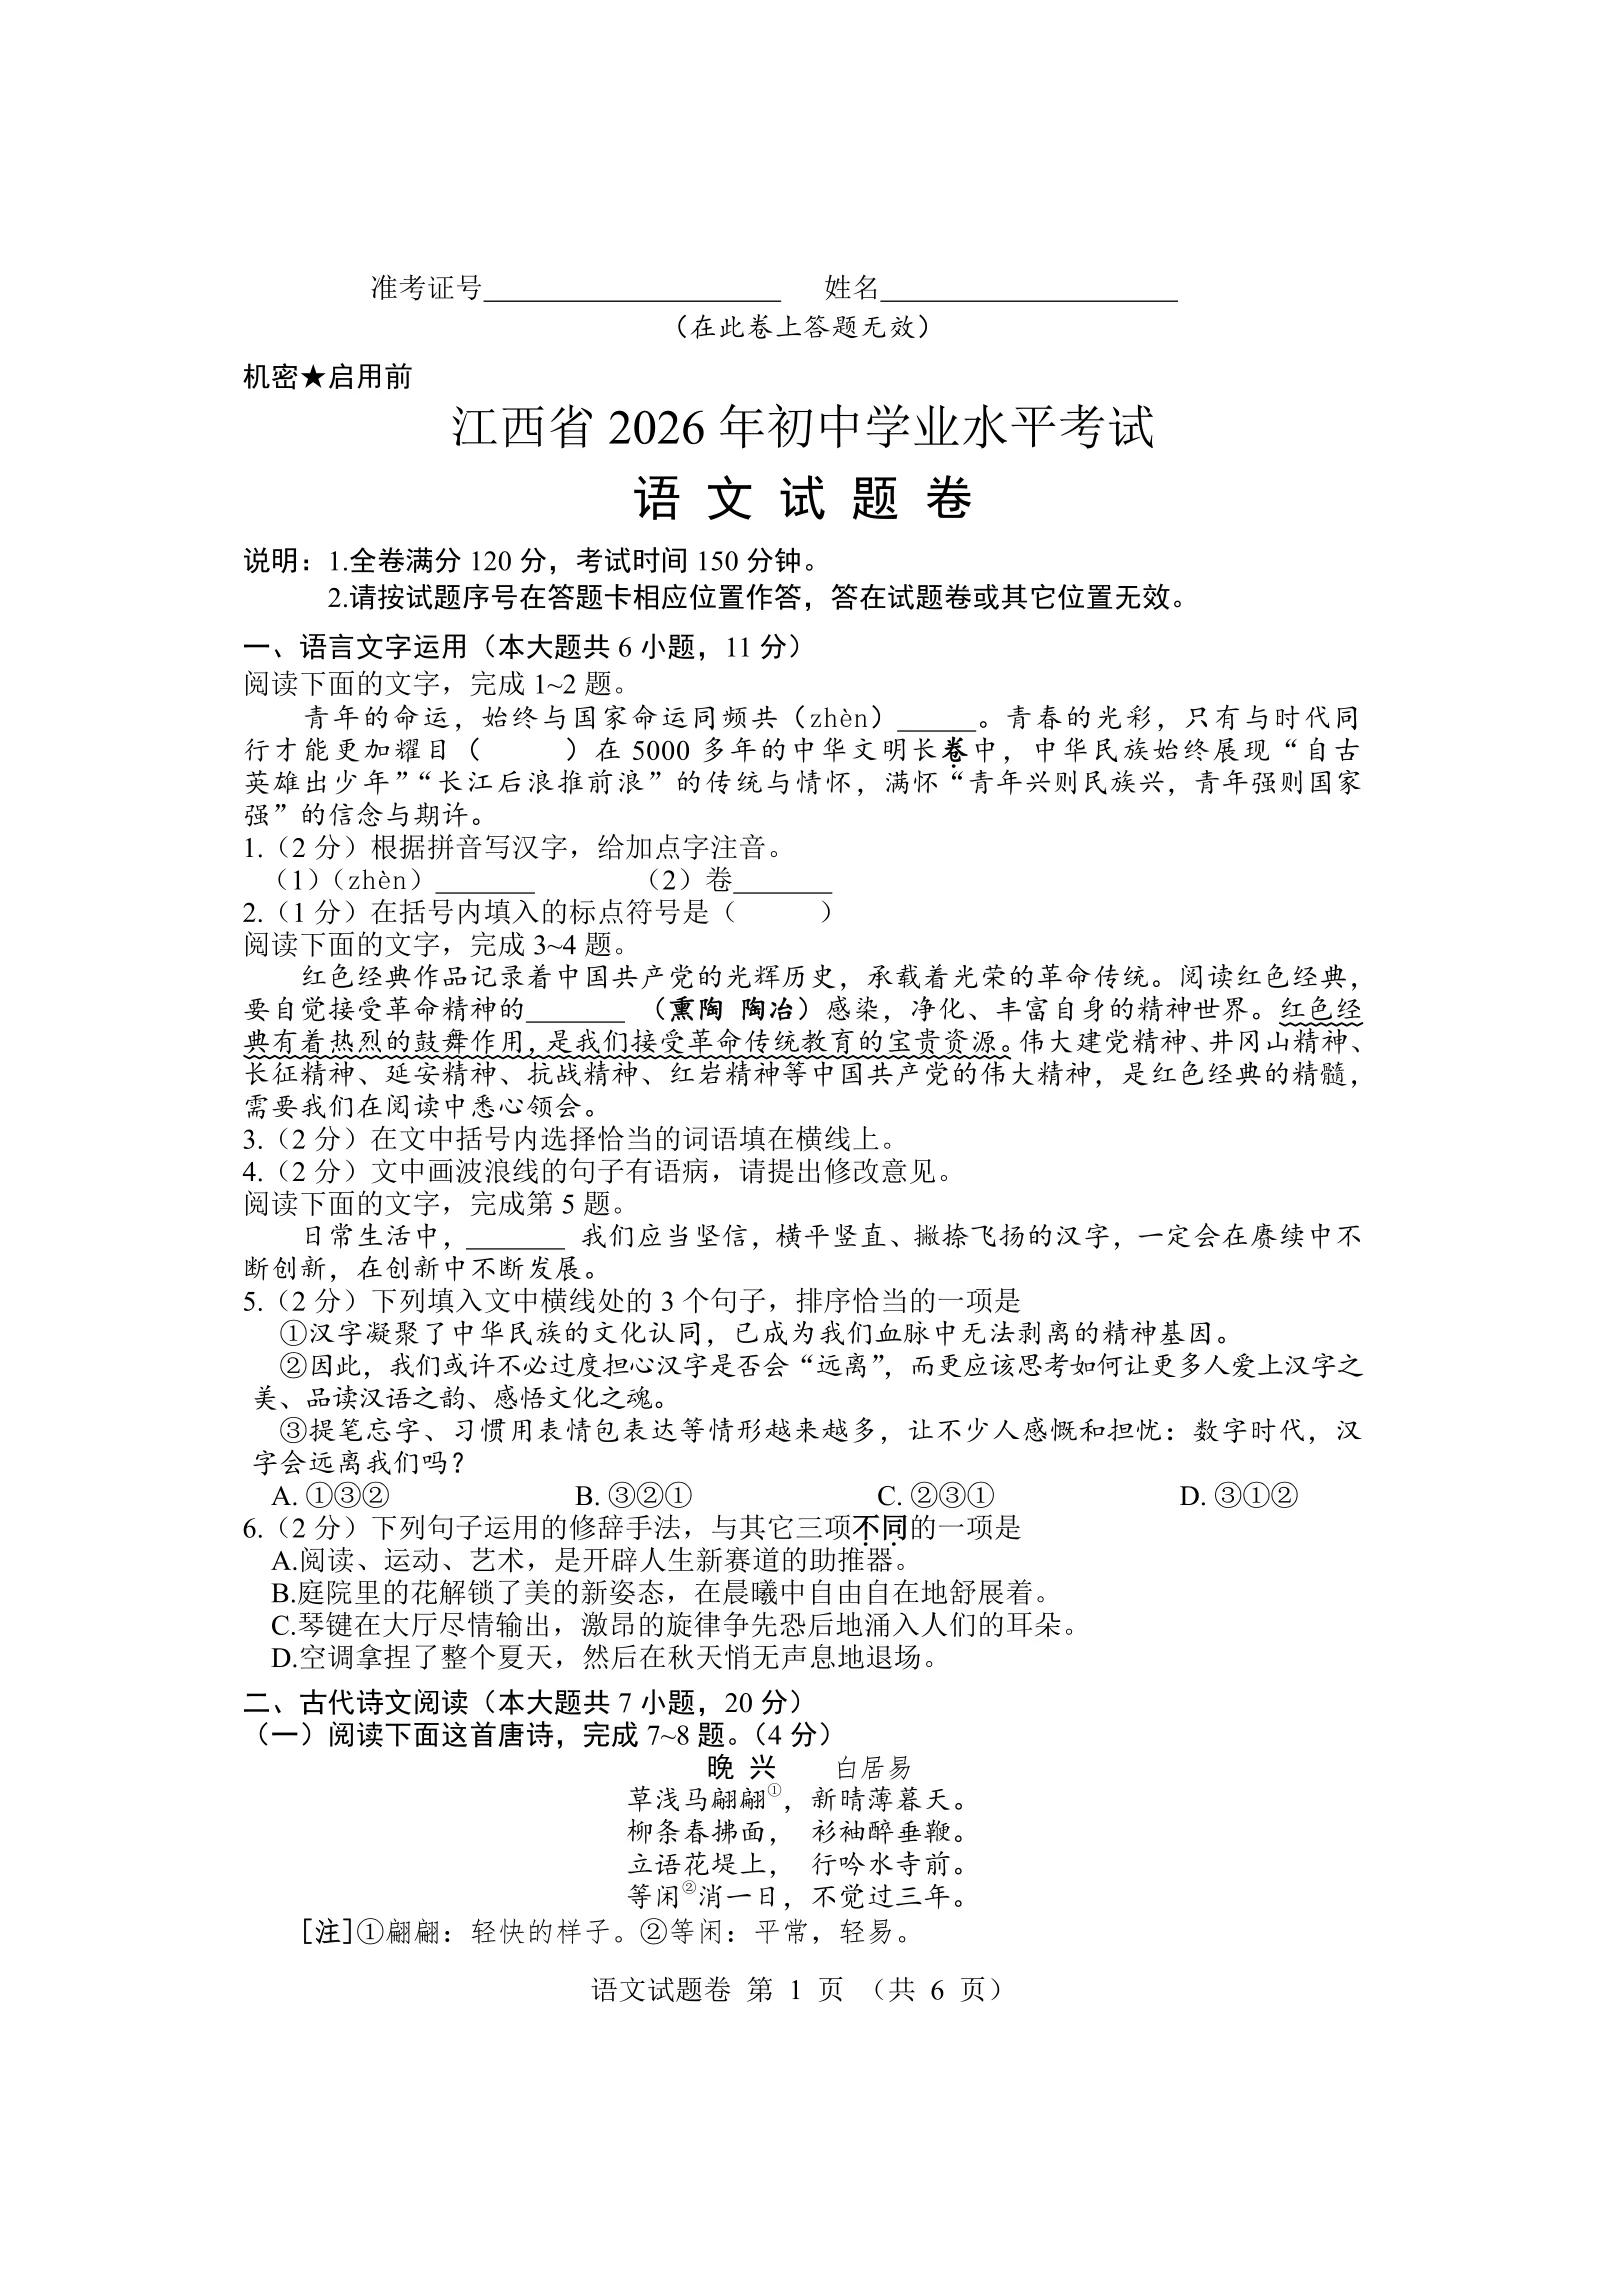 准考证号____________ 姓名____________
（在此卷上答题无效）
机密★启用前
江西省 2026 年初中学业水平考试
语 文 试 题 卷
说明：1.全卷满分 120 分，考试时间 150 分钟。
2.请按试题序号在答题卡相应位置作答，答在试题卷或其它位置无效。
一、语言文字运用（本大题共 6 小题，11 分）
阅读下面的文字，完成 1~2 题。
青年的命运，始终与国家命运同频共（zhèn）______。青春的光彩，只有与时代同
行才能更加耀目（ ）在 5000 多年的中华文明长卷中，中华民族始终展现“自古
英雄出少年”“长江后浪推前浪”的传统与情怀，满怀“青年兴则民族兴，青年强则国家
强”的信念与期许。
1.（2 分）根据拼音写汉字，给加点字注音。
（1）（zhèn）_______ （2）卷_______
2.（1 分）在括号内填入的标点符号是（ ）
阅读下面的文字，完成 3~4 题。
红色经典作品记录着中国共产党的光辉历史，承载着光荣的革命传统。阅读红色经典，
要自觉接受革命精神的_______ （熏陶 陶冶）感染，净化、丰富自身的精神世界。红色经
典有着热烈的鼓舞作用，是我们接受革命传统教育的宝贵资源。伟大建党精神、井冈山精神、
长征精神、延安精神、抗战精神、红岩精神等中国共产党的伟大精神，是红色经典的精髓，
需要我们在阅读中悉心领会。
3.（2 分）在文中括号内选择恰当的词语填在横线上。
4.（2 分）文中画波浪线的句子有语病，请提出修改意见。
阅读下面的文字，完成第 5 题。
日常生活中，_______ 我们应当坚信，横平竖直、撇捺飞扬的汉字，一定会在赓续中不
断创新，在创新中不断发展。
5.（2 分）下列填入文中横线处的 3 个句子，排序恰当的一项是
①汉字凝聚了中华民族的文化认同，已成为我们血脉中无法剥离的精神基因。
②因此，我们或许不必过度担心汉字是否会“远离”，而更应该思考如何让更多人爱上汉字之
美、品读汉语之韵、感悟文化之魂。
③提笔忘字、习惯用表情包表达等情形越来越多，让不少人感慨和担忧：数字时代，汉
字会远离我们吗？
A. ①③② B. ③②① C. ②③① D. ③①②
6.（2 分）下列句子运用的修辞手法，与其它三项不同的一项是
A.阅读、运动、艺术，是开辟人生新赛道的助推器。
B.庭院里的花解锁了美的新姿态，在晨曦中自由自在地舒展着。
C.琴键在大厅尽情输出，激昂的旋律争先恐后地涌入人们的耳朵。
D.空调拿捏了整个夏天，然后在秋天悄无声息地退场。
二、古代诗文阅读（本大题共 7 小题，20 分）
（一）阅读下面这首唐诗，完成 7~8 题。（4 分）
晚 兴 白居易
草浅马翩翩①，新晴薄暮天。
柳条春拂面， 衫袖醉垂鞭。
立语花堤上， 行吟水寺前。
等闲②消一日，不觉过三年。
［注］①翩翩：轻快的样子。②等闲：平常，轻易。
语文试题卷 第 1 页 （共 6 页）